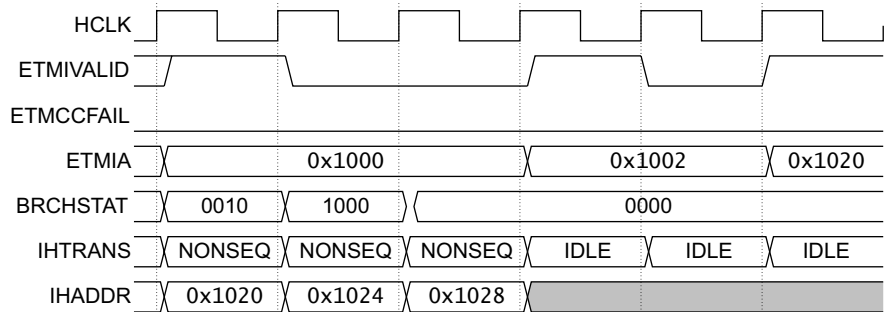 HCLK
ETMIVALID
ETMCCFAIL
ETMIA 0x1000 0x1002 0x1020
BRCHSTAT 0010 1000 0000
IHTRANS NONSEQ NONSEQ NONSEQ IDLE IDLE IDLE
IHADDR 0x1020 0x1024 0x1028